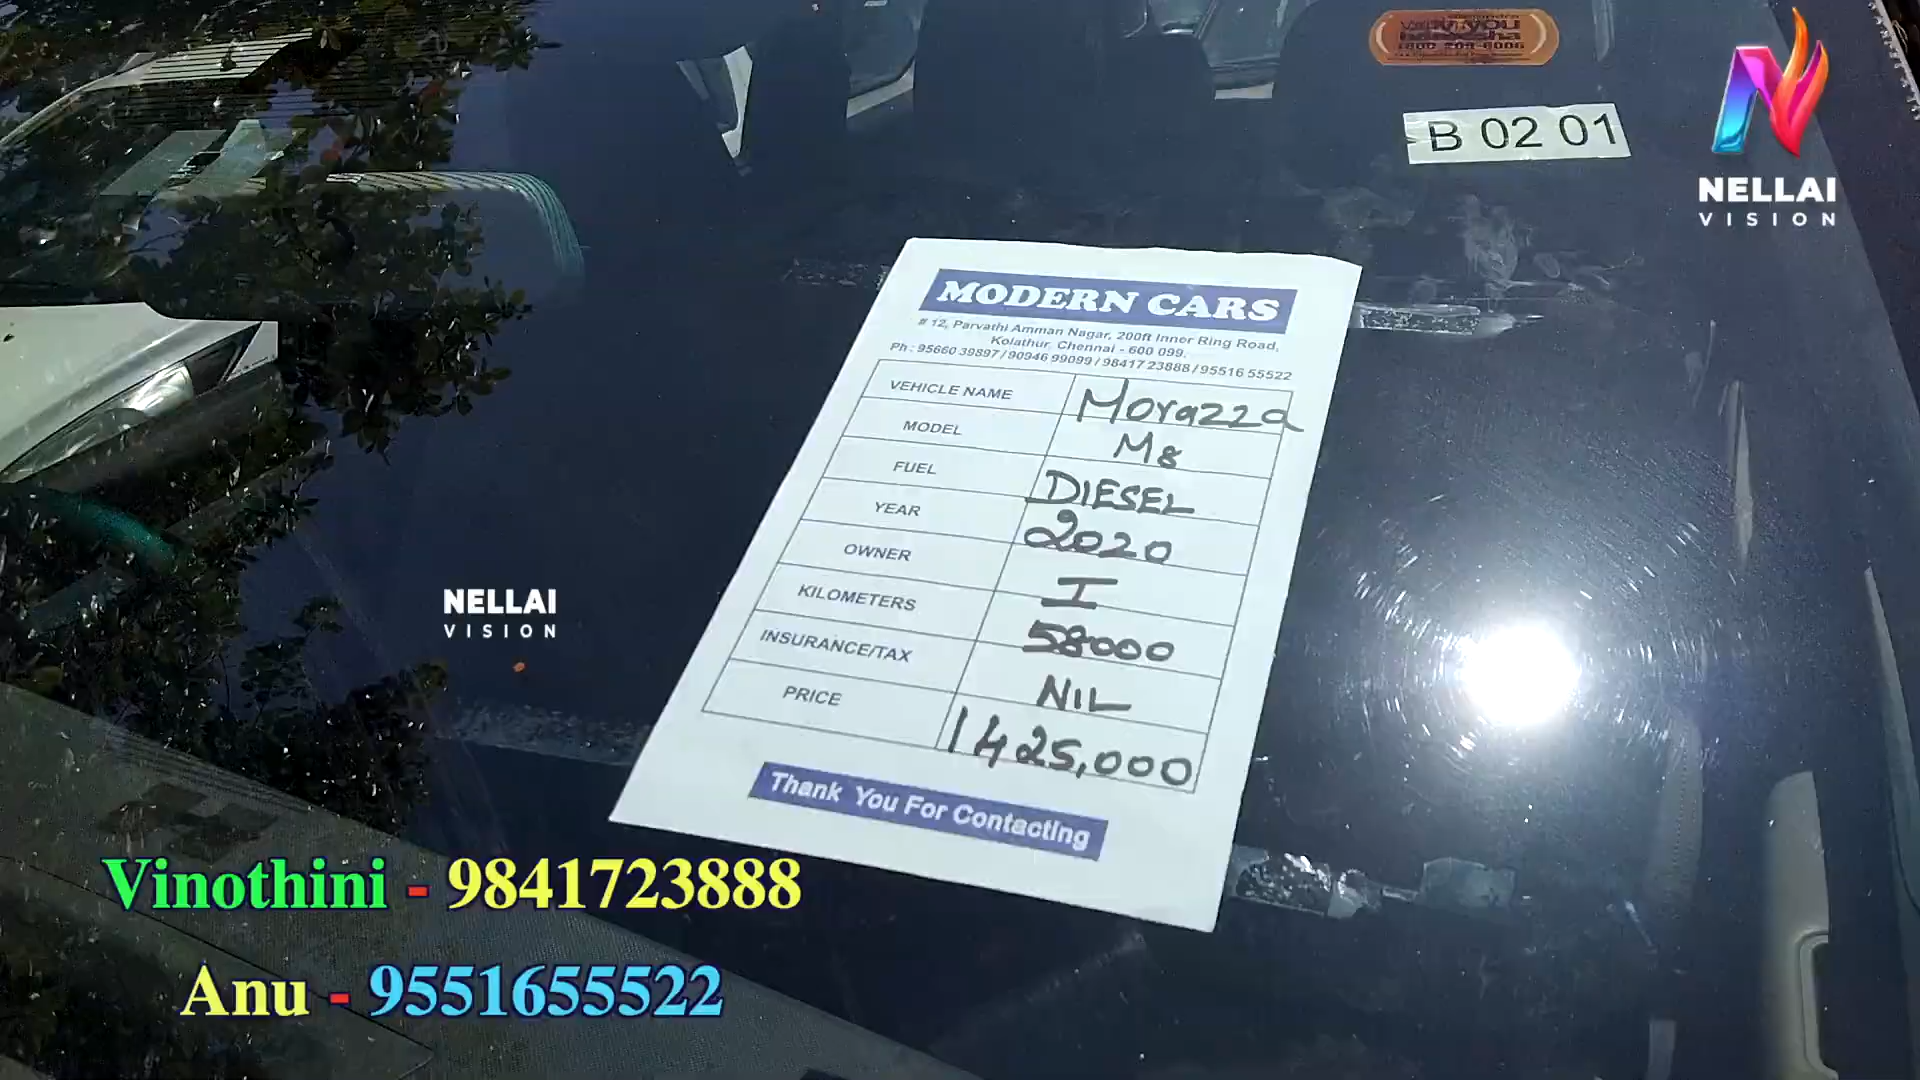 B 02 01
NELLAI
VISION
MODERN CARS
# 12, Parvathi Amman Nagar, 200ft Inner Ring Road,
Kolathur, Chennai - 600 099.
Ph : 95660 39897 / 90946 99099 / 98417 23888 / 95516 55522
VEHICLE NAME Morazza
MODEL M8
FUEL DIESEL
YEAR 2020
OWNER I
KILOMETERS 58000
INSURANCE/TAX NIL
PRICE 1425,000
Thank You For Contacting
NELLAI
VISION
Vinothini - 9841723888
Anu - 9551655522